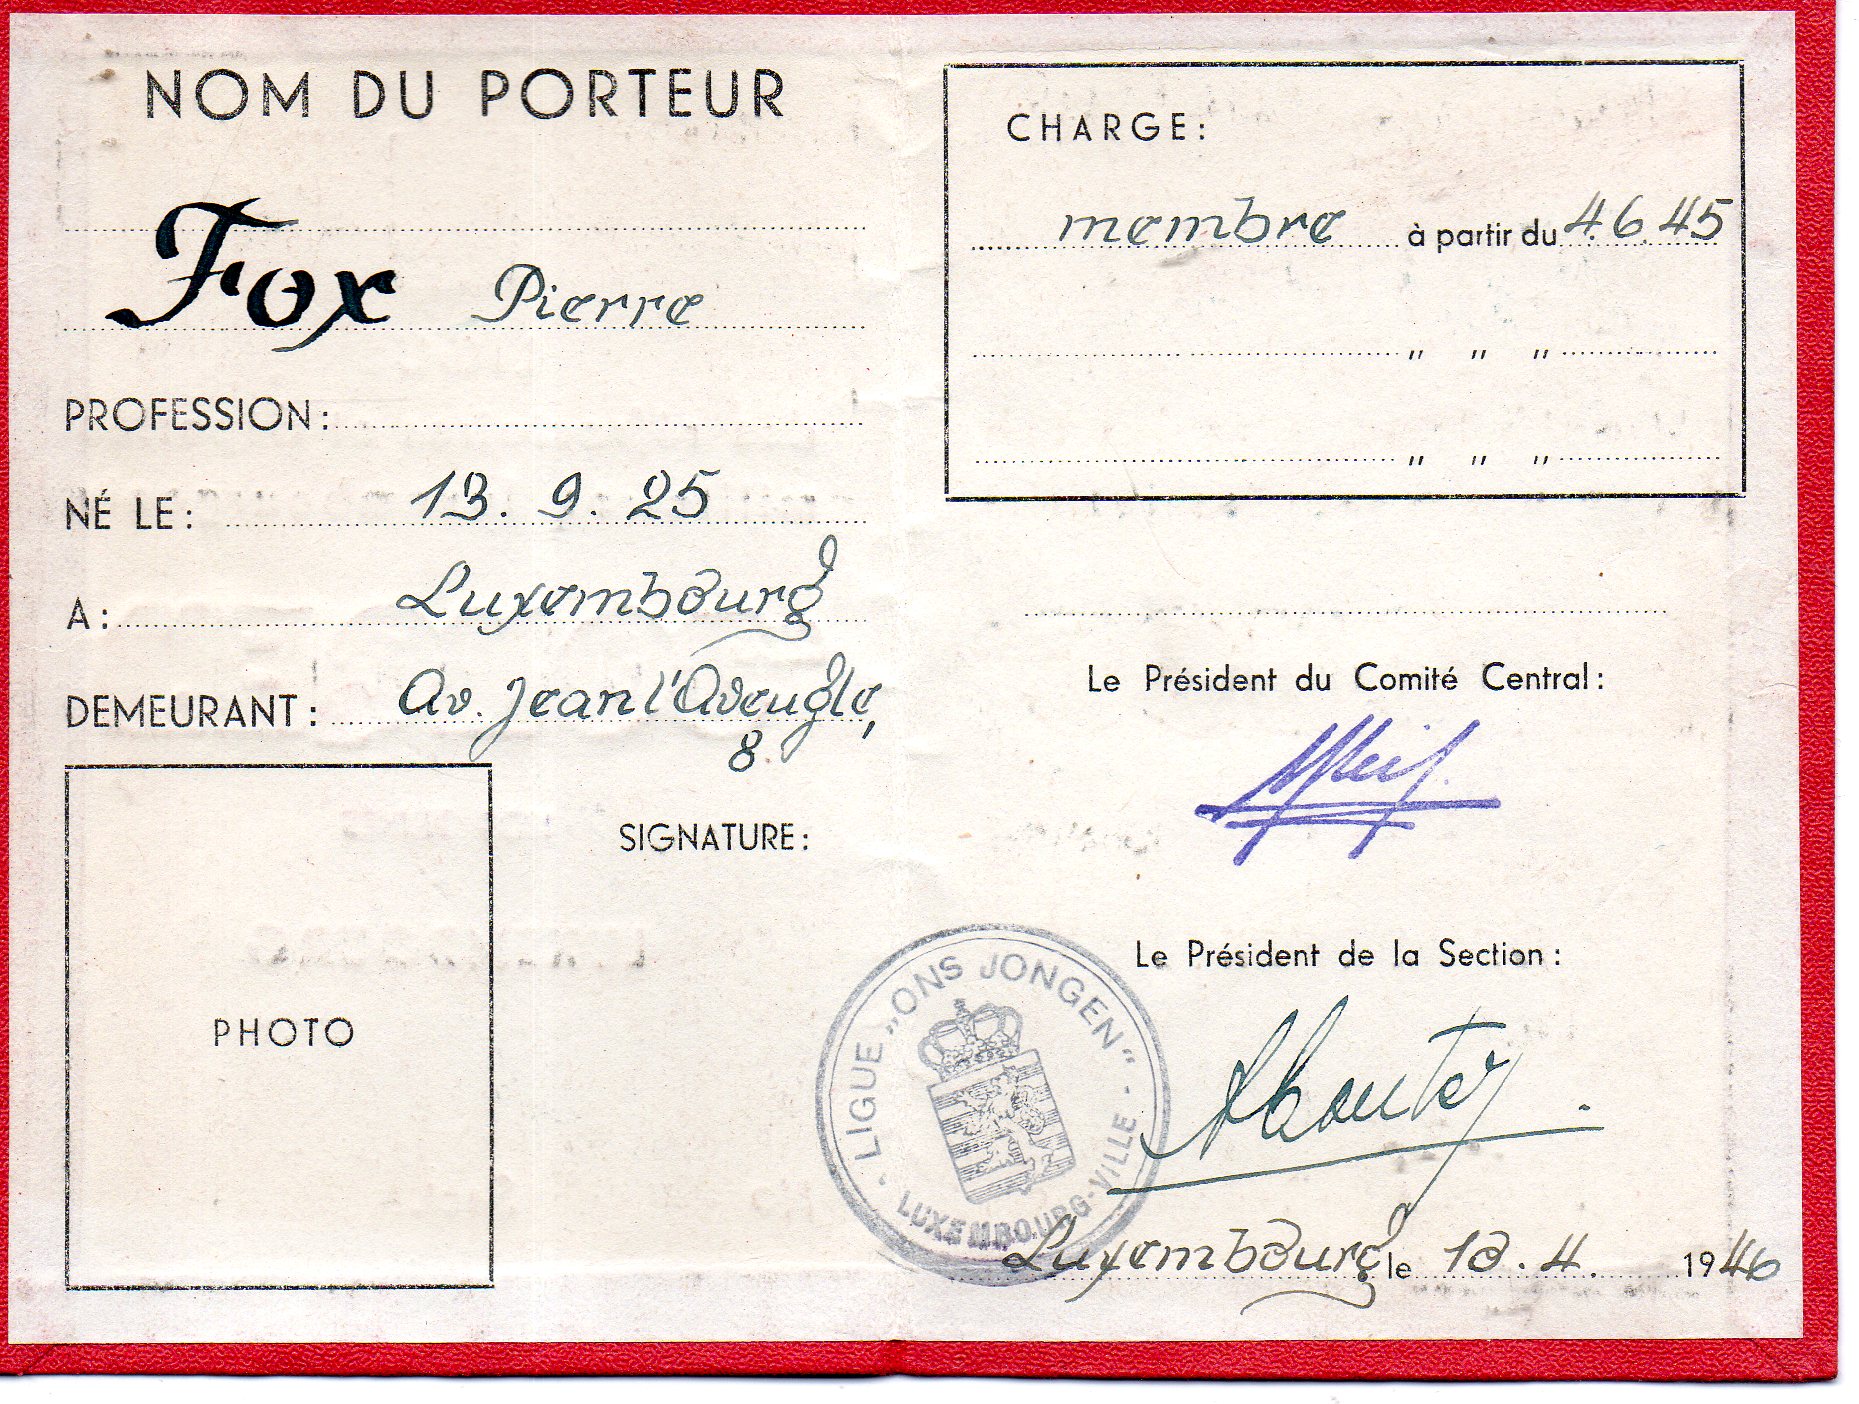 NOM DU PORTEUR
Fox Pierre
PROFESSION:
NÉ LE: 13. 9. 25
A: Luxembourg
DEMEURANT: Av. Jean l'Aveugle,
8.
PHOTO
SIGNATURE:
CHARGE:
membre à partir du 4.6.45
" " "
" " "
Le Président du Comité Central:
Le Président de la Section:
LIGUE „ONS JONGEN“
LUXEMBOURG-VILLE
Luxembourg le 13. 4. 1946